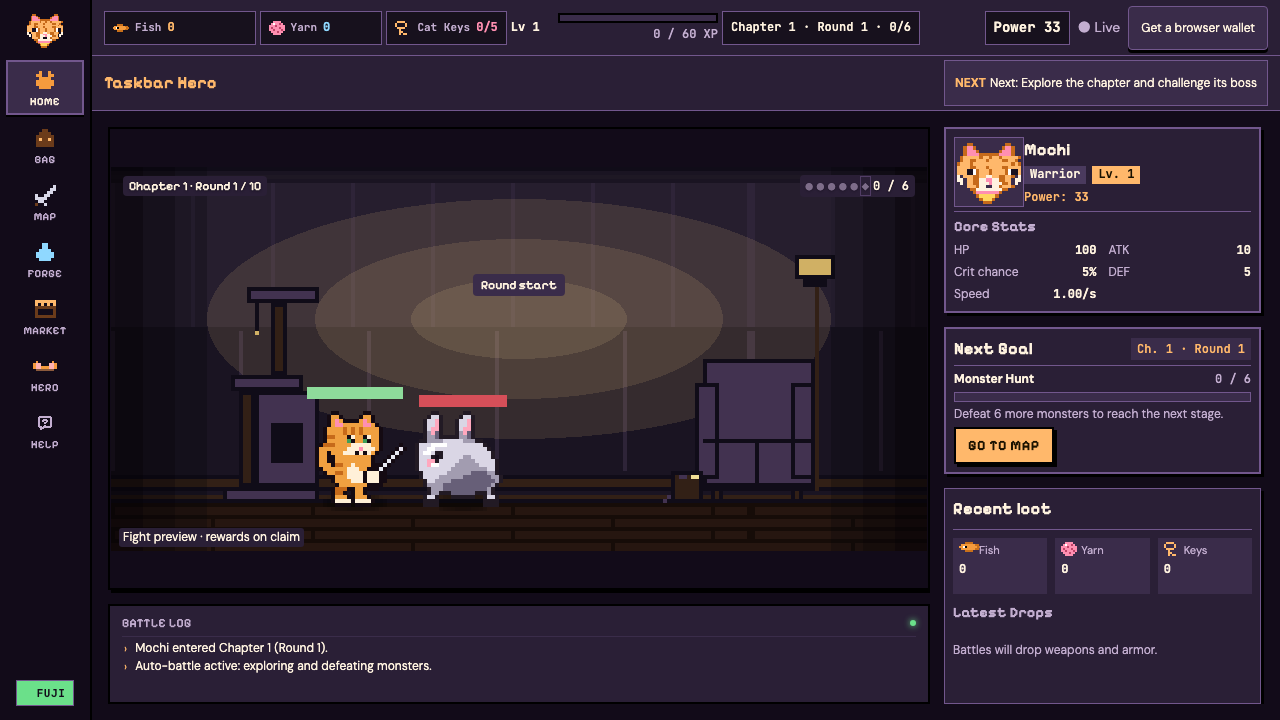 Fish 0
Yarn 0
Cat Keys 0/5
Lv 1
0 / 60 XP
Chapter 1 · Round 1 · 0/6
Power 33
Live
Get a browser wallet
Taskbar Hero
NEXT Next: Explore the chapter and challenge its boss
HOME
BAG
MAP
FORGE
MARKET
HERO
HELP
FUJI
Chapter 1 · Round 1 / 10
0 / 6
Round start
Fight preview · rewards on claim
BATTLE LOG
› Mochi entered Chapter 1 (Round 1).
› Auto-battle active: exploring and defeating monsters.
Mochi
Warrior Lv. 1
Power: 33
Core Stats
HP 100 ATK 10
Crit chance 5% DEF 5
Speed 1.00/s
Next Goal Ch. 1 · Round 1
Monster Hunt 0 / 6
Defeat 6 more monsters to reach the next stage.
GO TO MAP
Recent loot
Fish
0
Yarn
0
Keys
0
Latest Drops
Battles will drop weapons and armor.